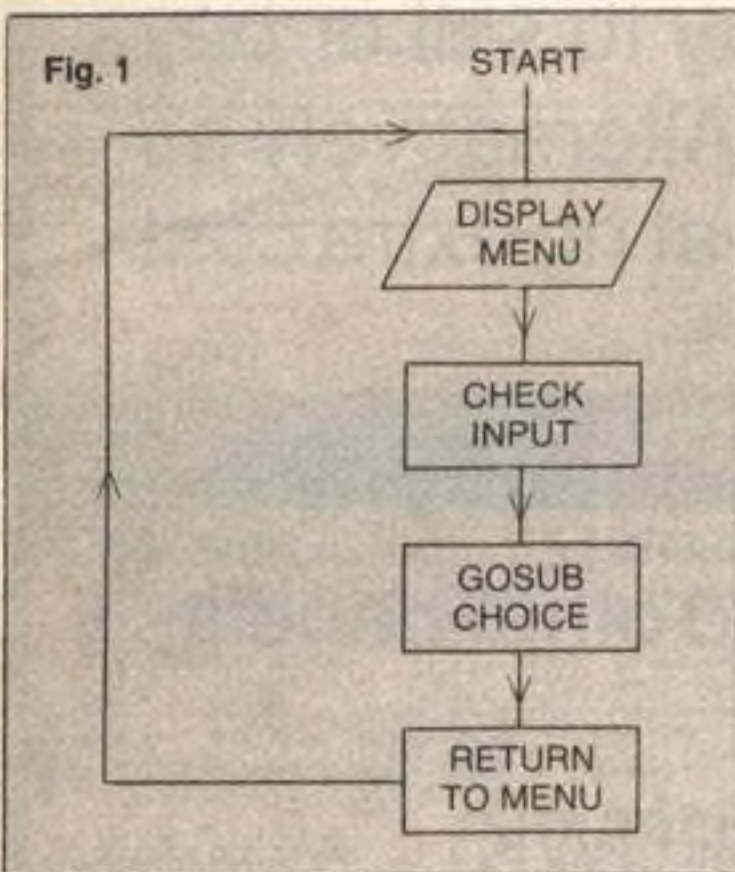 Fig. 1
START
DISPLAY
MENU
CHECK
INPUT
GOSUB
CHOICE
RETURN
TO MENU